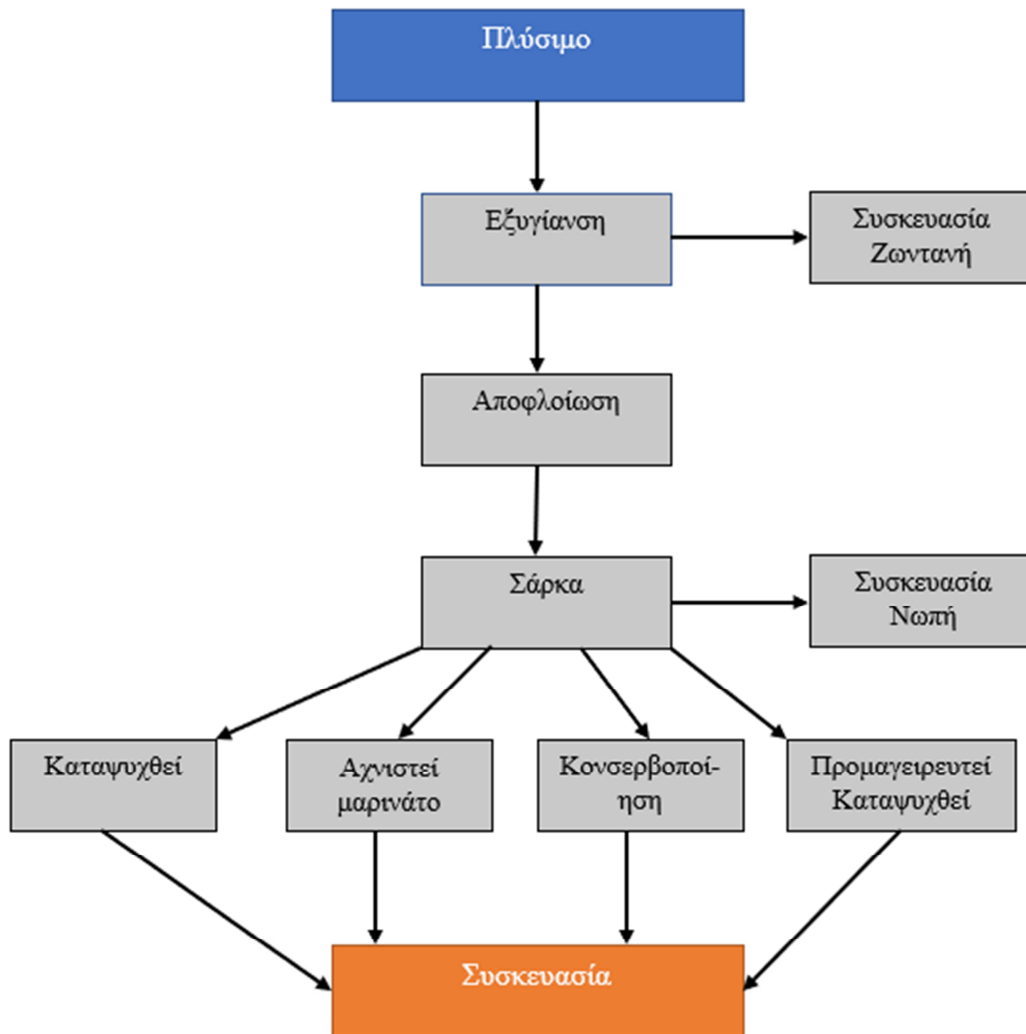 Πλύσιμο
Εξυγίανση
Συσκευασία
Ζωντανή
Αποφλοίωση
Σάρκα
Συσκευασία
Νωπή
Καταψυχθεί
Αχνιστεί
μαρινάτο
Κονσερβοποί-
ηση
Προμαγειρευτεί
Καταψυχθεί
Συσκευασία